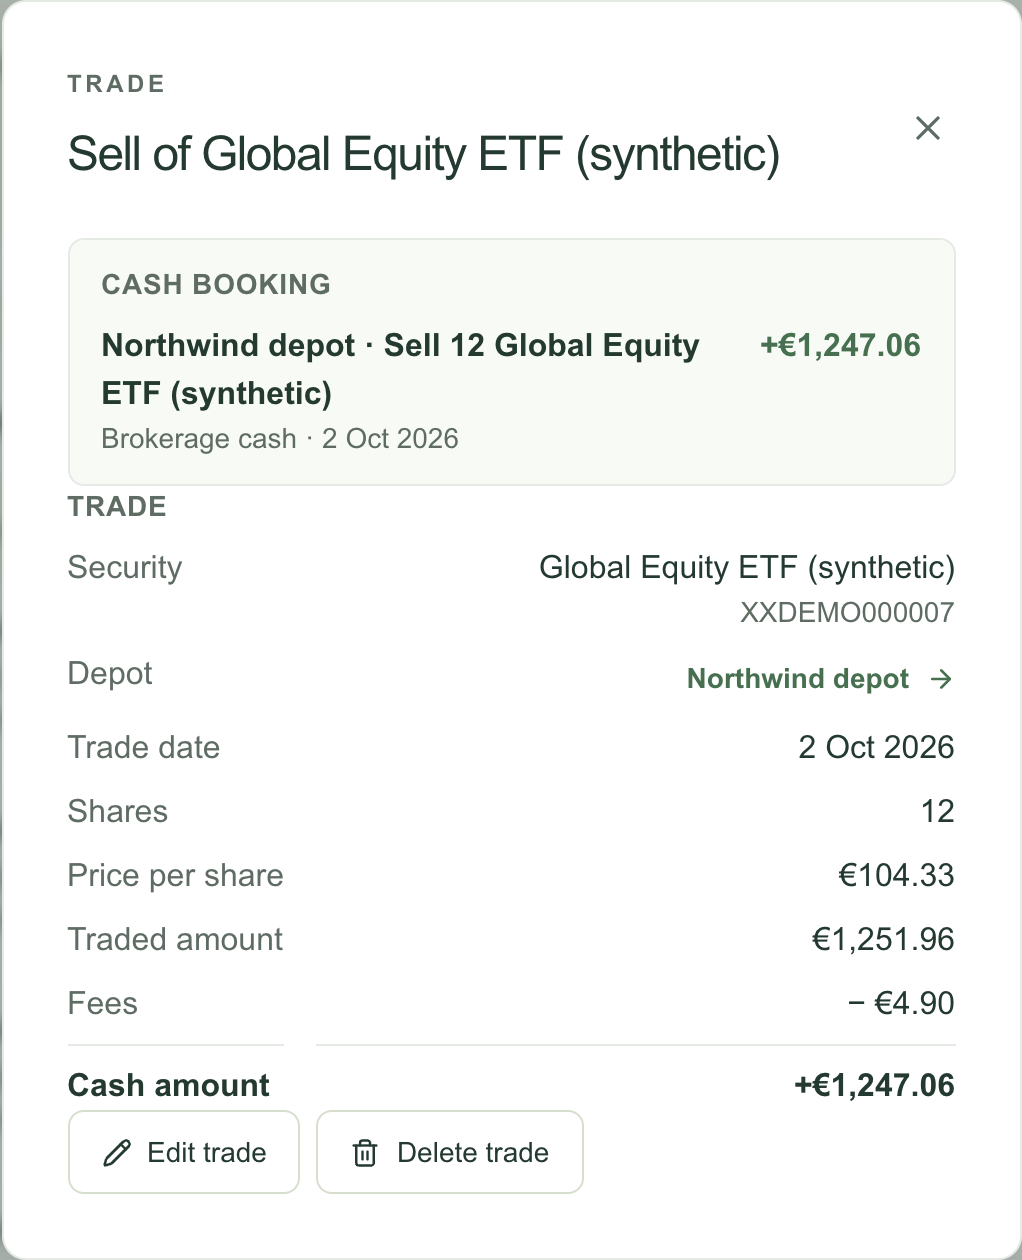 TRADE
Sell of Global Equity ETF (synthetic)
CASH BOOKING
Northwind depot · Sell 12 Global Equity +€1,247.06
ETF (synthetic)
Brokerage cash · 2 Oct 2026
TRADE
Security Global Equity ETF (synthetic)
XXDEMO000007
Depot Northwind depot →
Trade date 2 Oct 2026
Shares 12
Price per share €104.33
Traded amount €1,251.96
Fees − €4.90
Cash amount +€1,247.06
Edit trade Delete trade